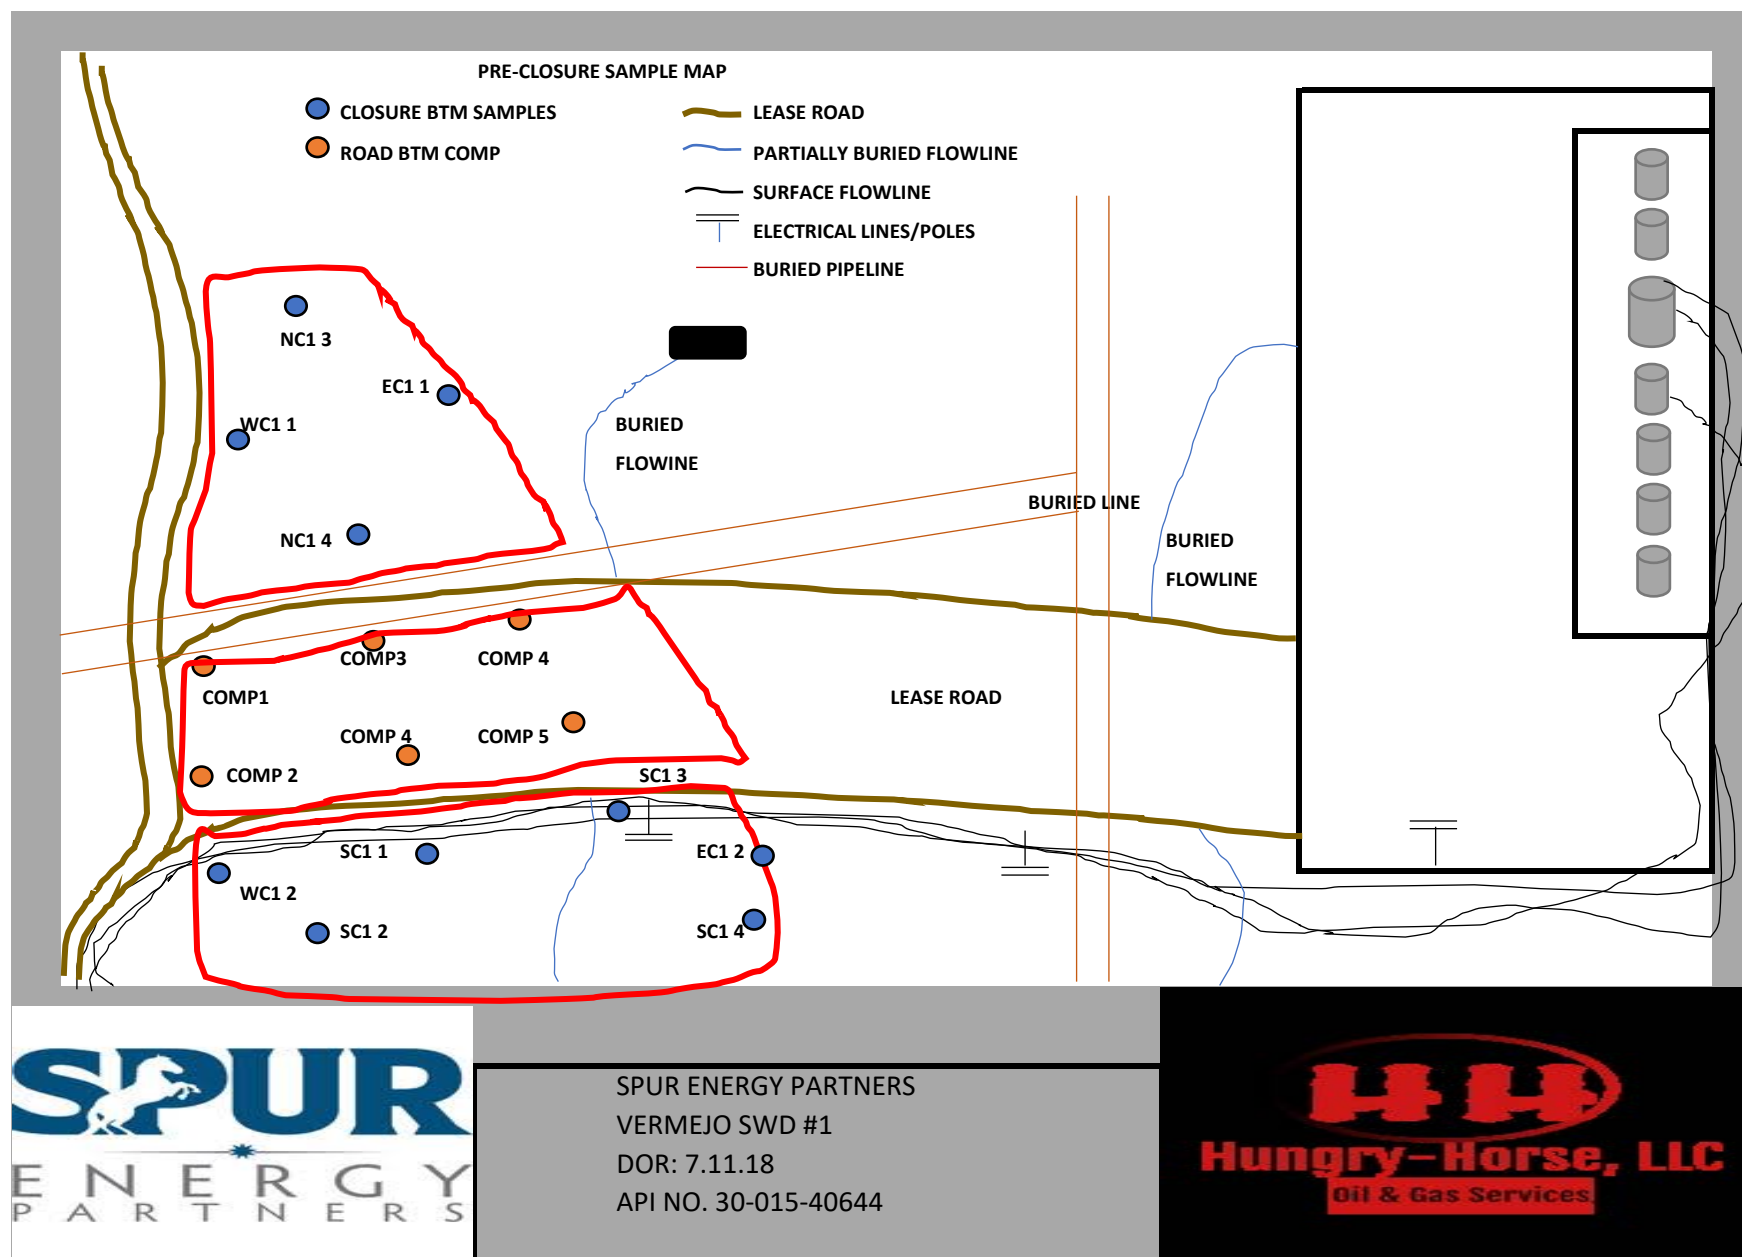 PRE-CLOSURE SAMPLE MAP
CLOSURE BTM SAMPLES
ROAD BTM COMP
LEASE ROAD
PARTIALLY BURIED FLOWLINE
SURFACE FLOWLINE
ELECTRICAL LINES/POLES
BURIED PIPELINE
NC1 3
EC1 1
WC1 1
NC1 4
BURIED
FLOWINE
BURIED LINE
BURIED
FLOWLINE
COMP3
COMP 4
COMP1
LEASE ROAD
COMP 4
COMP 5
COMP 2
SC1 3
SC1 1
EC1 2
WC1 2
SC1 2
SC1 4
SPUR
ENERGY
PARTNERS
SPUR ENERGY PARTNERS
VERMEJO SWD #1
DOR: 7.11.18
API NO. 30-015-40644
HH
Hungry-Horse, LLC
Oil & Gas Services